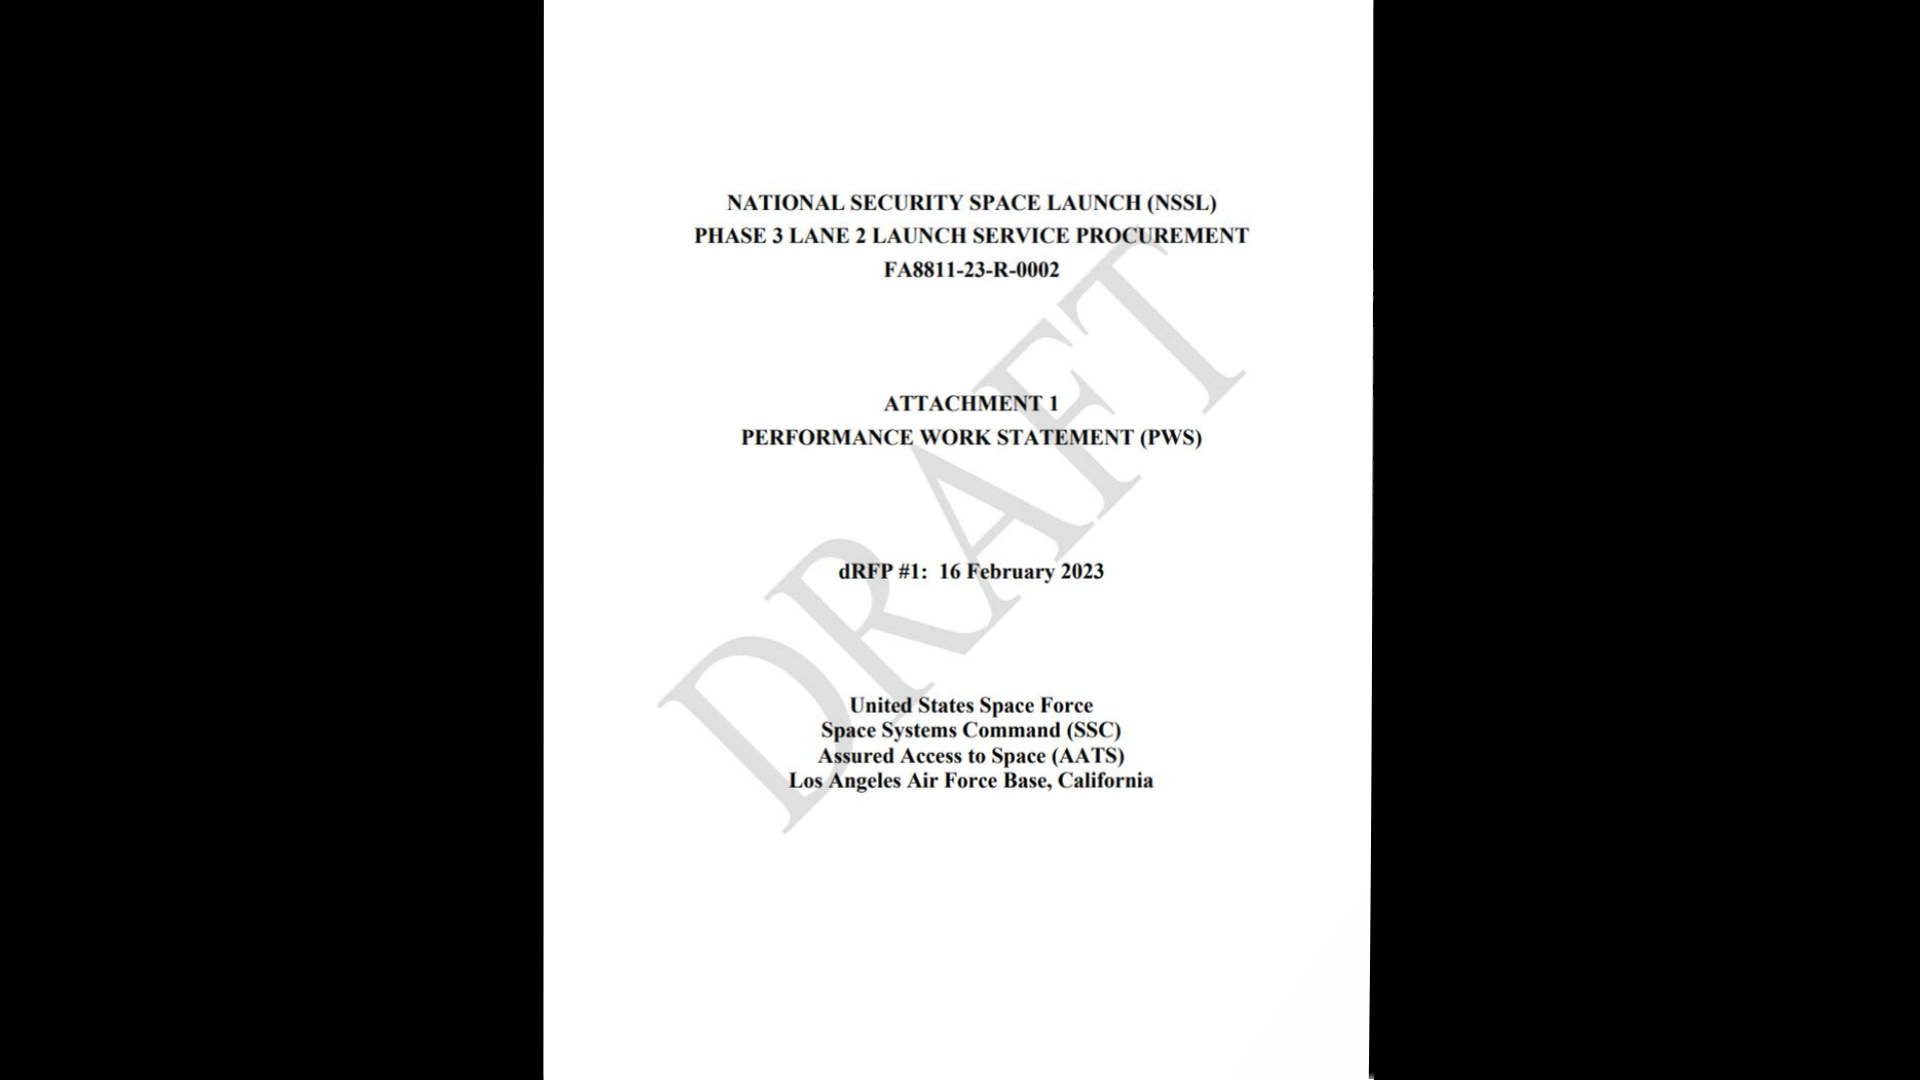 NATIONAL SECURITY SPACE LAUNCH (NSSL)
PHASE 3 LANE 2 LAUNCH SERVICE PROCUREMENT
FA8811-23-R-0002
ATTACHMENT 1
PERFORMANCE WORK STATEMENT (PWS)
DRAFT
dRFP #1: 16 February 2023
United States Space Force
Space Systems Command (SSC)
Assured Access to Space (AATS)
Los Angeles Air Force Base, California